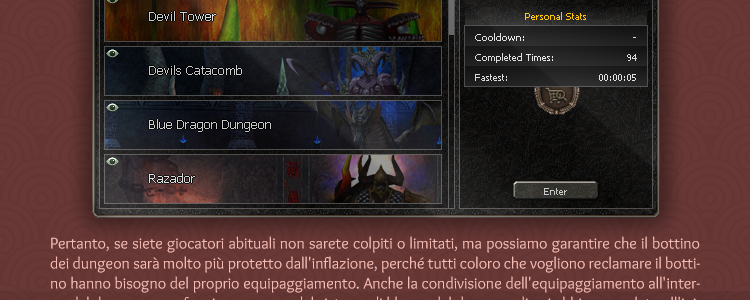 Devil Tower
Personal Stats
Cooldown: -
Completed Times: 94
Fastest: 00:00:05
Devils Catacomb
Blue Dragon Dungeon
Razador
Enter
Pertanto, se siete giocatori abituali non sarete colpiti o limitati, ma possiamo garantire che il bottino
dei dungeon sarà molto più protetto dall'inflazione, perché tutti coloro che vogliono reclamare il botti-
no hanno bisogno del proprio equipaggiamento. Anche la condivisione dell'equipaggiamento all'inter-